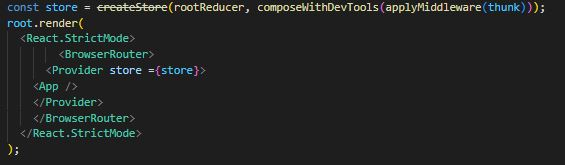 const store = createStore(rootReducer, composeWithDevTools(applyMiddleware(thunk)));
root.render(
<React.StrictMode>
<BrowserRouter>
<Provider store ={store}>
<App />
</Provider>
</BrowserRouter>
</React.StrictMode>
);